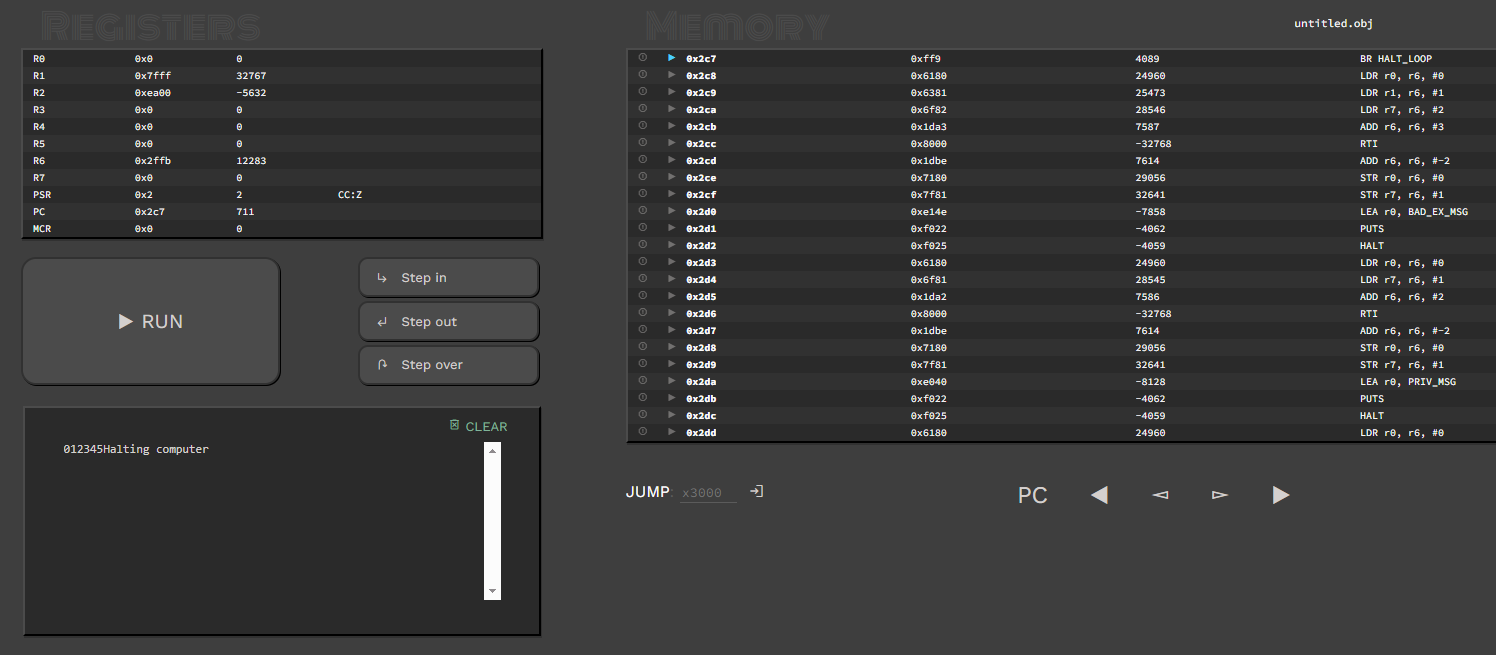 Registers
R0 0x0 0
R1 0x7fff 32767
R2 0xea00 -5632
R3 0x0 0
R4 0x0 0
R5 0x0 0
R6 0x2ffb 12283
R7 0x0 0
PSR 0x2 2 CC:Z
PC 0x2c7 711
MCR 0x0 0
RUN
Step in
Step out
Step over
CLEAR
012345Halting computer
Memory
untitled.obj
0x2c7 0xff9 4089 BR HALT_LOOP
0x2c8 0x6180 24960 LDR r0, r6, #0
0x2c9 0x6381 25473 LDR r1, r6, #1
0x2ca 0x6f82 28546 LDR r7, r6, #2
0x2cb 0x1da3 7587 ADD r6, r6, #3
0x2cc 0x8000 -32768 RTI
0x2cd 0x1dbe 7614 ADD r6, r6, #-2
0x2ce 0x7180 29056 STR r0, r6, #0
0x2cf 0x7f81 32641 STR r7, r6, #1
0x2d0 0xe14e -7858 LEA r0, BAD_EX_MSG
0x2d1 0xf022 -4062 PUTS
0x2d2 0xf025 -4059 HALT
0x2d3 0x6180 24960 LDR r0, r6, #0
0x2d4 0x6f81 28545 LDR r7, r6, #1
0x2d5 0x1da2 7586 ADD r6, r6, #2
0x2d6 0x8000 -32768 RTI
0x2d7 0x1dbe 7614 ADD r6, r6, #-2
0x2d8 0x7180 29056 STR r0, r6, #0
0x2d9 0x7f81 32641 STR r7, r6, #1
0x2da 0xe040 -8128 LEA r0, PRIV_MSG
0x2db 0xf022 -4062 PUTS
0x2dc 0xf025 -4059 HALT
0x2dd 0x6180 24960 LDR r0, r6, #0
JUMP: x3000
PC